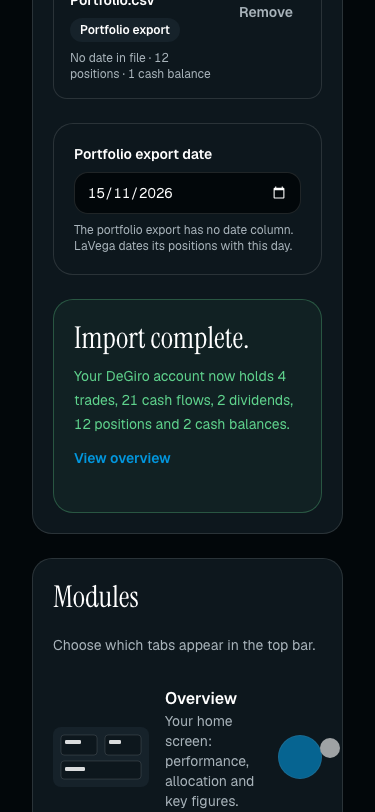 Portfolio.csv
Remove
Portfolio export
No date in file · 12
positions · 1 cash balance
Portfolio export date
15/11/2026
The portfolio export has no date column.
LaVega dates its positions with this day.
Import complete.
Your DeGiro account now holds 4
trades, 21 cash flows, 2 dividends,
12 positions and 2 cash balances.
View overview
Modules
Choose which tabs appear in the top bar.
Overview
Your home
screen:
performance,
allocation and
key figures.